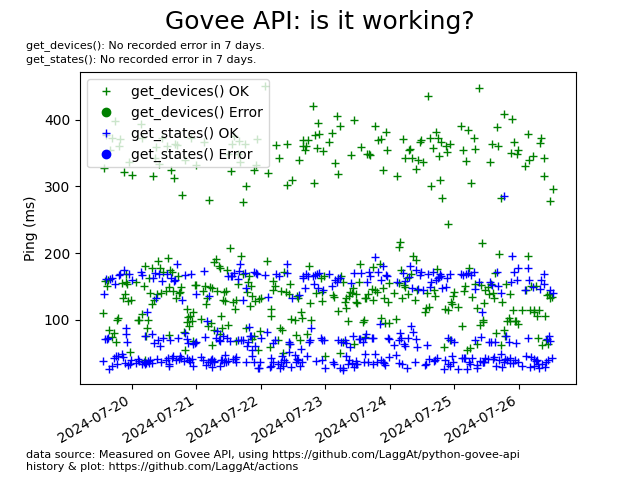 Govee API: is it working?
get_devices(): No recorded error in 7 days.
get_states(): No recorded error in 7 days.
get_devices() OK
get_devices() Error
get_states() OK
get_states() Error
400
300
200
100
Ping (ms)
2024-07-20
2024-07-21
2024-07-22
2024-07-23
2024-07-24
2024-07-25
2024-07-26
data source: Measured on Govee API, using https://github.com/LaggAt/python-govee-api
history & plot: https://github.com/LaggAt/actions